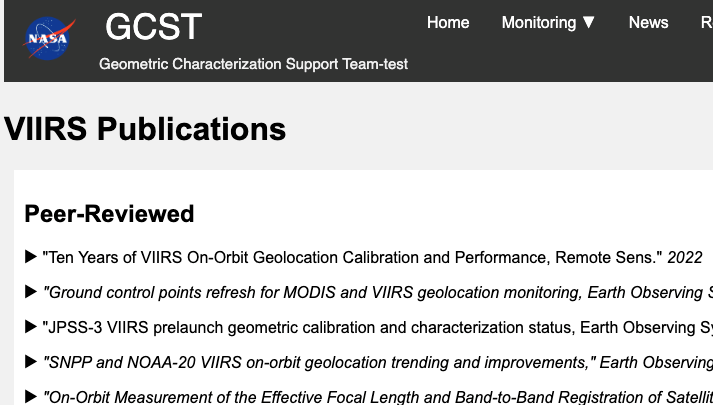 NASA
GCST
Home Monitoring ▼ News R
Geometric Characterization Support Team-test
VIIRS Publications
Peer-Reviewed
▶ "Ten Years of VIIRS On-Orbit Geolocation Calibration and Performance, Remote Sens." 2022
▶ "Ground control points refresh for MODIS and VIIRS geolocation monitoring, Earth Observing S
▶ "JPSS-3 VIIRS prelaunch geometric calibration and characterization status, Earth Observing Sy
▶ "SNPP and NOAA-20 VIIRS on-orbit geolocation trending and improvements," Earth Observing
▶ "On-Orbit Measurement of the Effective Focal Length and Band-to-Band Registration of Satellit